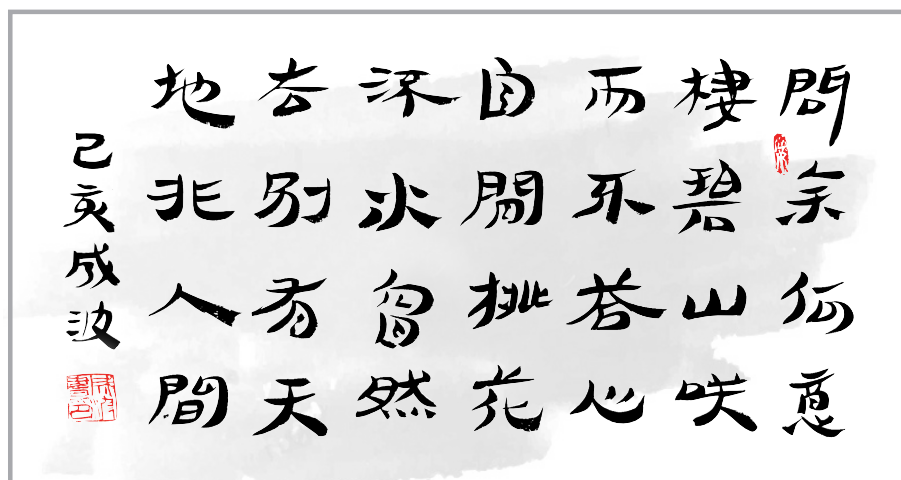 問余何意
棲碧山咲
而不荅心
自閒桃花
流水窅然
去別有天
地非人間
己亥成波